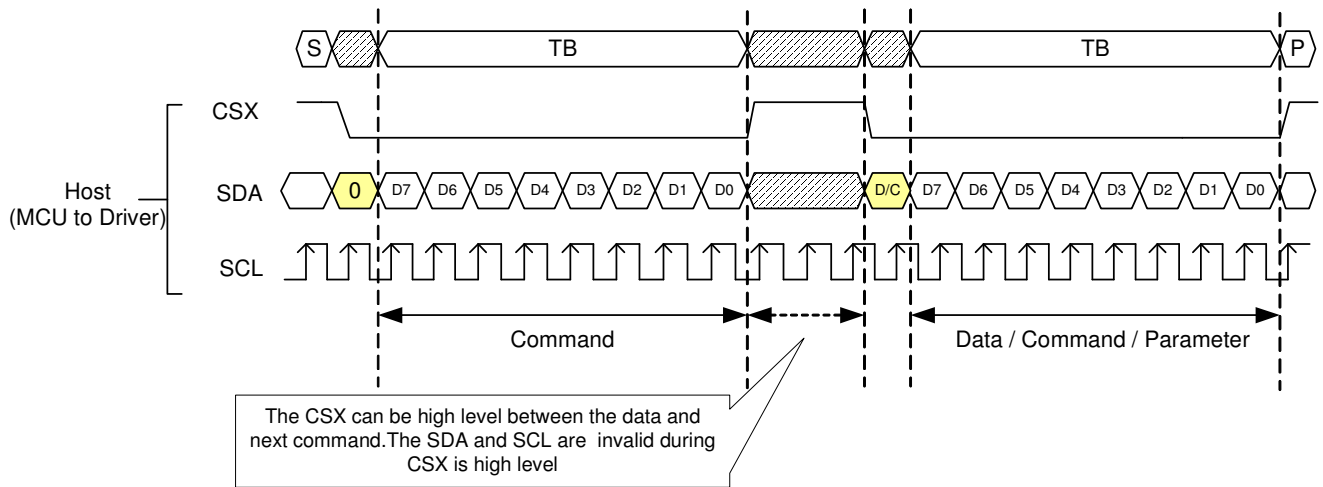 S TB TB P
CSX
Host
(MCU to Driver)
SDA 0 D7 D6 D5 D4 D3 D2 D1 D0 D/C D7 D6 D5 D4 D3 D2 D1 D0
SCL
Command Data / Command / Parameter
The CSX can be high level between the data and
next command.The SDA and SCL are invalid during
CSX is high level